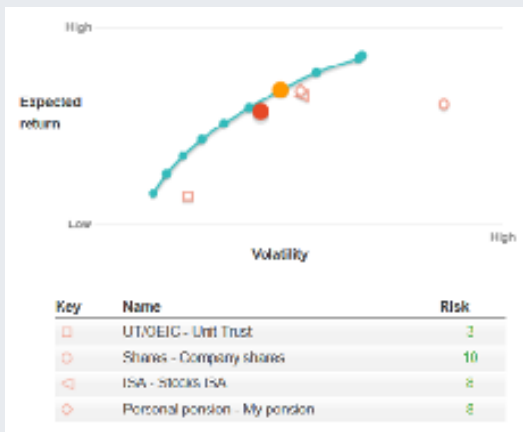 High
Expected
return
Low
High
Volatility
Key Name Risk
UT/OEIC - Unit Trust 3
Shares - Company shares 10
ISA - Stocks ISA 8
Personal pension - My pension 8